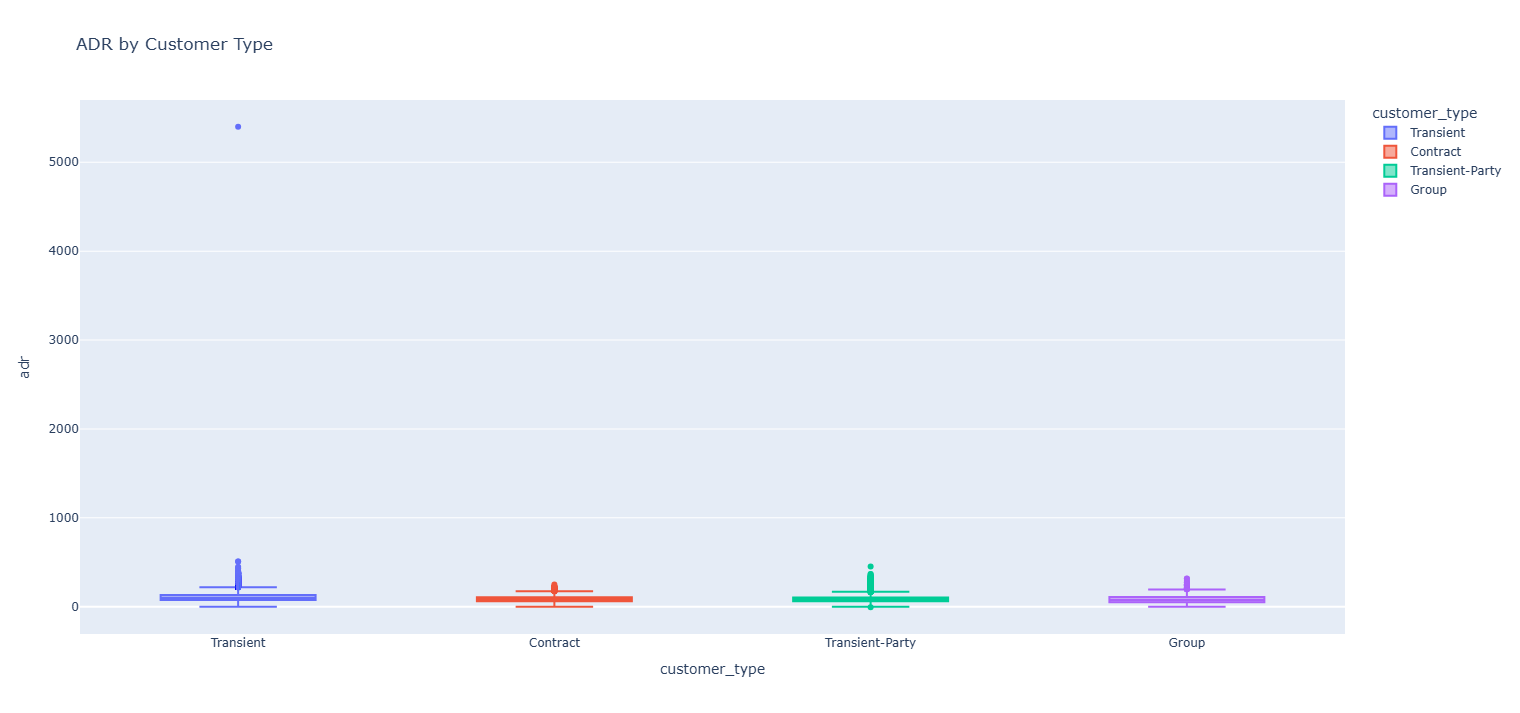 ADR by Customer Type
customer_type
Transient
Contract
Transient-Party
Group
adr
5000
4000
3000
2000
1000
0
Transient
Contract
Transient-Party
Group
customer_type